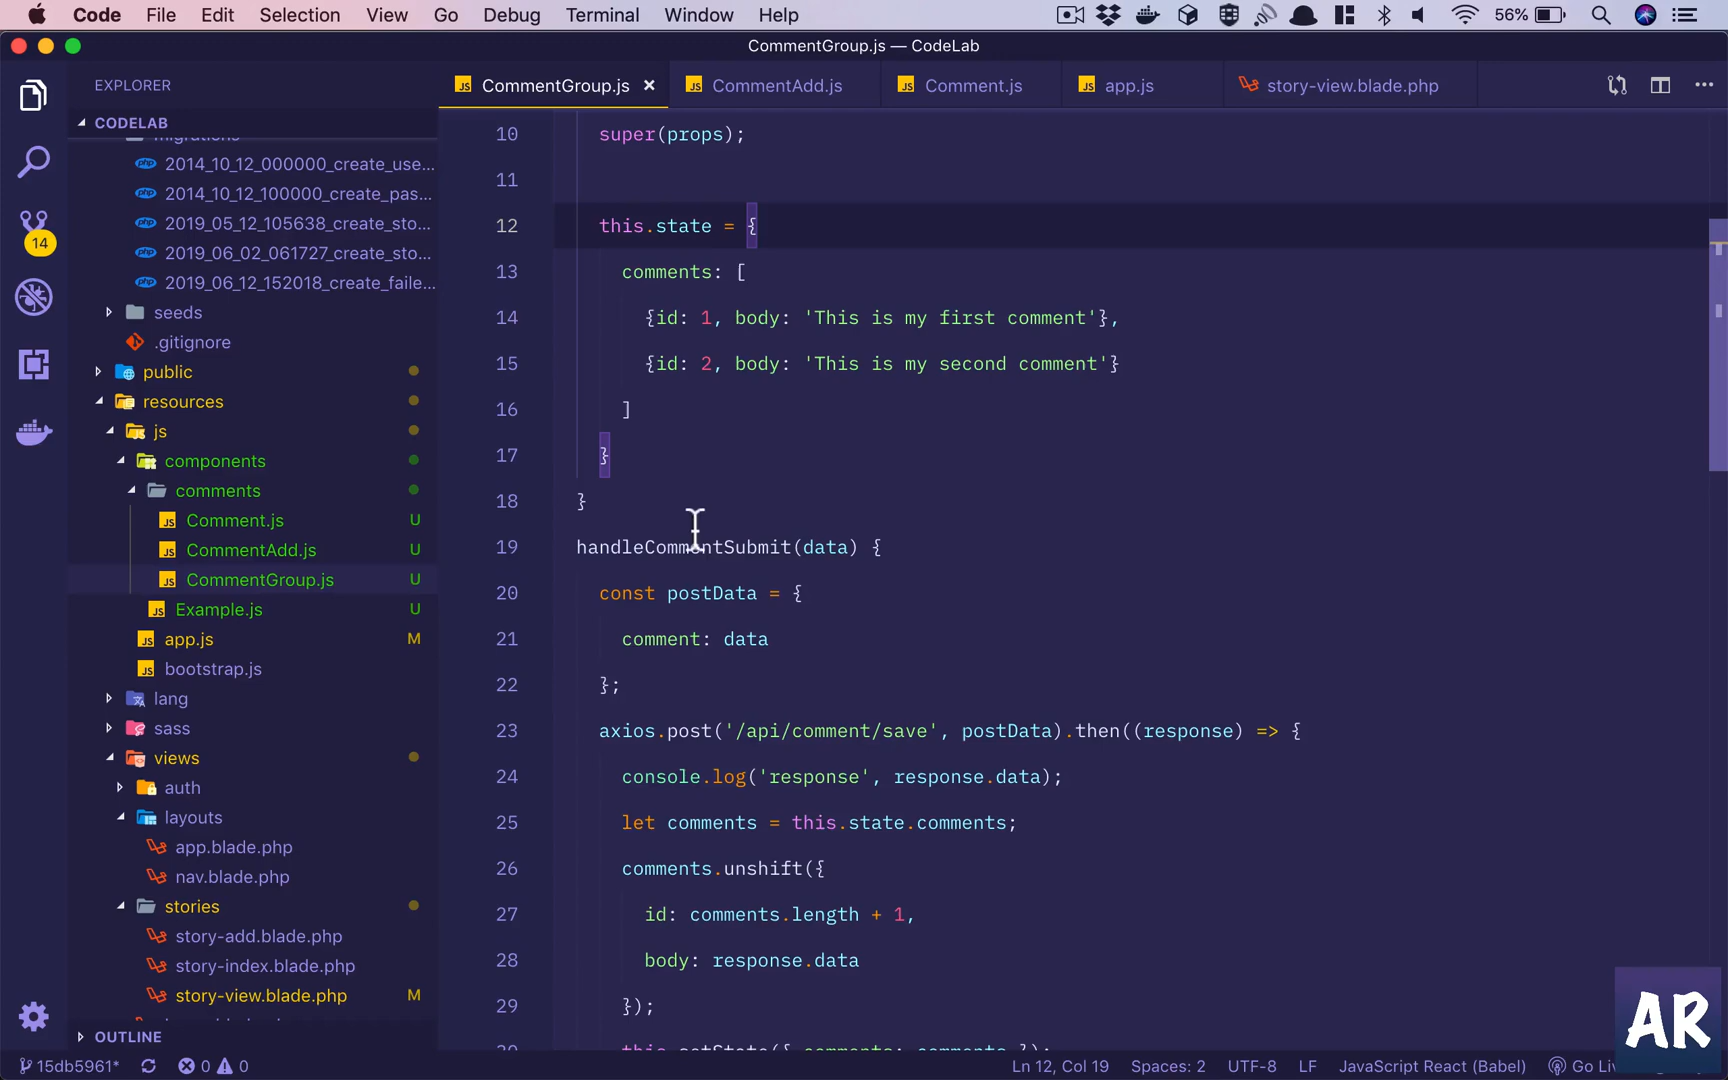 Code File Edit Selection View Go Debug Terminal Window Help 56%
CommentGroup.js — CodeLab
EXPLORER
CommentGroup.js CommentAdd.js Comment.js app.js story-view.blade.php
CODELAB
migrations
2014_10_12_000000_create_use...
2014_10_12_100000_create_pas...
2019_05_12_105638_create_sto...
2019_06_02_061727_create_sto...
2019_06_12_152018_create_faile...
seeds
.gitignore
public
resources
js
components
comments
Comment.js U
CommentAdd.js U
CommentGroup.js U
Example.js U
app.js M
bootstrap.js
lang
sass
views
auth
layouts
app.blade.php
nav.blade.php
stories
story-add.blade.php
story-index.blade.php
story-view.blade.php M
OUTLINE
14
10 super(props);
11
12 this.state = {
13 comments: [
14 {id: 1, body: 'This is my first comment'},
15 {id: 2, body: 'This is my second comment'}
16 ]
17 }
18 }
19 handleCommentSubmit(data) {
20 const postData = {
21 comment: data
22 };
23 axios.post('/api/comment/save', postData).then((response) => {
24 console.log('response', response.data);
25 let comments = this.state.comments;
26 comments.unshift({
27 id: comments.length + 1,
28 body: response.data
29 });
30 this.setState({ comments: comments });
AR
15db5961* 0 0 Ln 12, Col 19 Spaces: 2 UTF-8 LF JavaScript React (Babel) Go Li